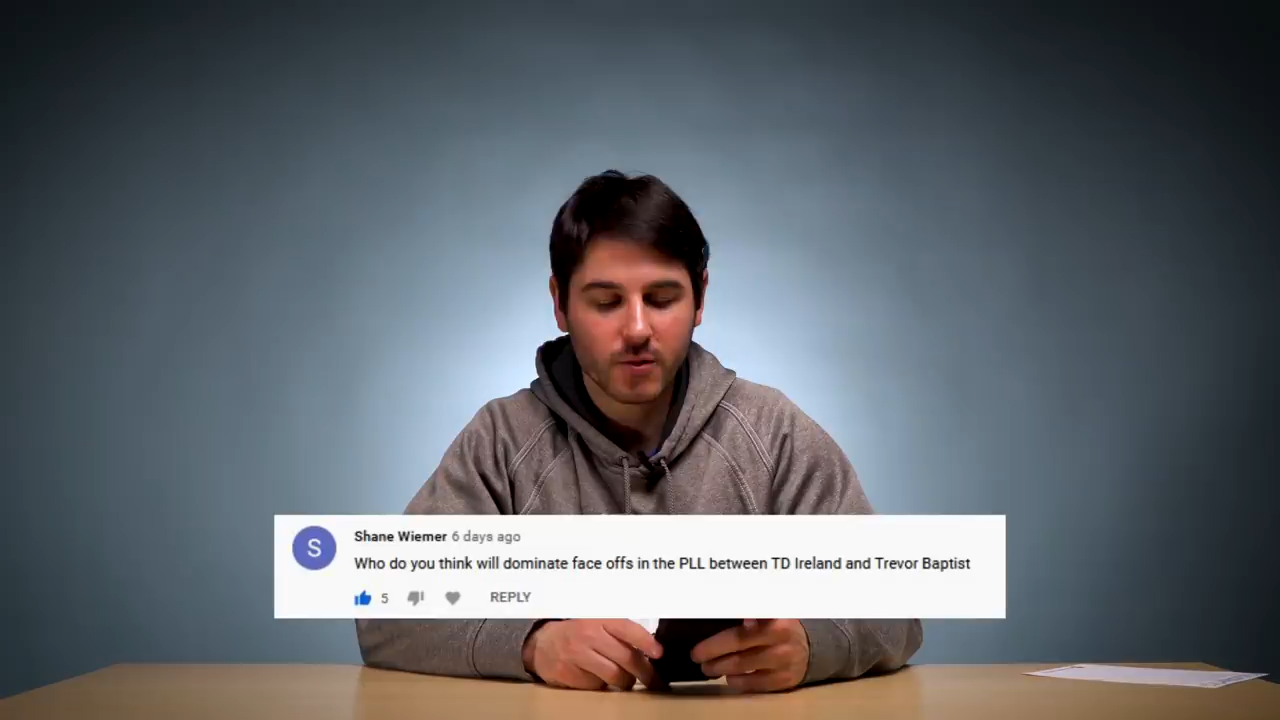 S
Shane Wiemer 6 days ago
Who do you think will dominate face offs in the PLL between TD Ireland and Trevor Baptist
5 REPLY